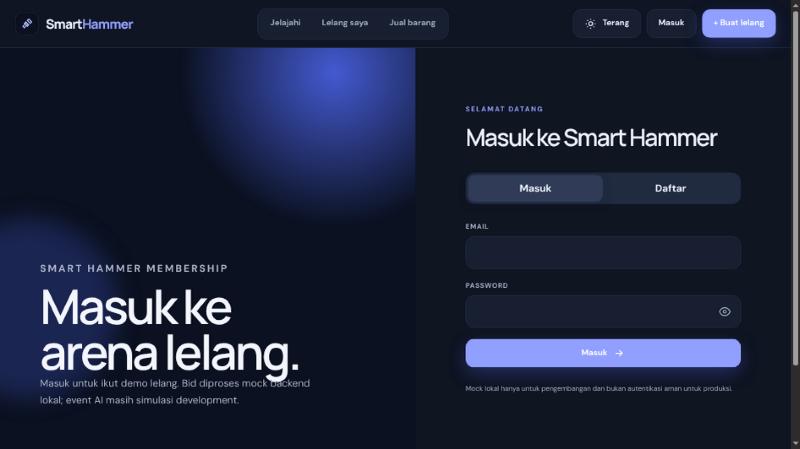 SmartHammer
Jelajahi
Lelang saya
Jual barang
Terang
Masuk
+ Buat lelang
SMART HAMMER MEMBERSHIP
Masuk ke
arena lelang.
Masuk untuk ikut demo lelang. Bid diproses mock backend
lokal; event AI masih simulasi development.
SELAMAT DATANG
Masuk ke Smart Hammer
Masuk
Daftar
EMAIL
PASSWORD
Masuk →
Mock lokal hanya untuk pengembangan dan bukan autentikasi aman untuk produksi.